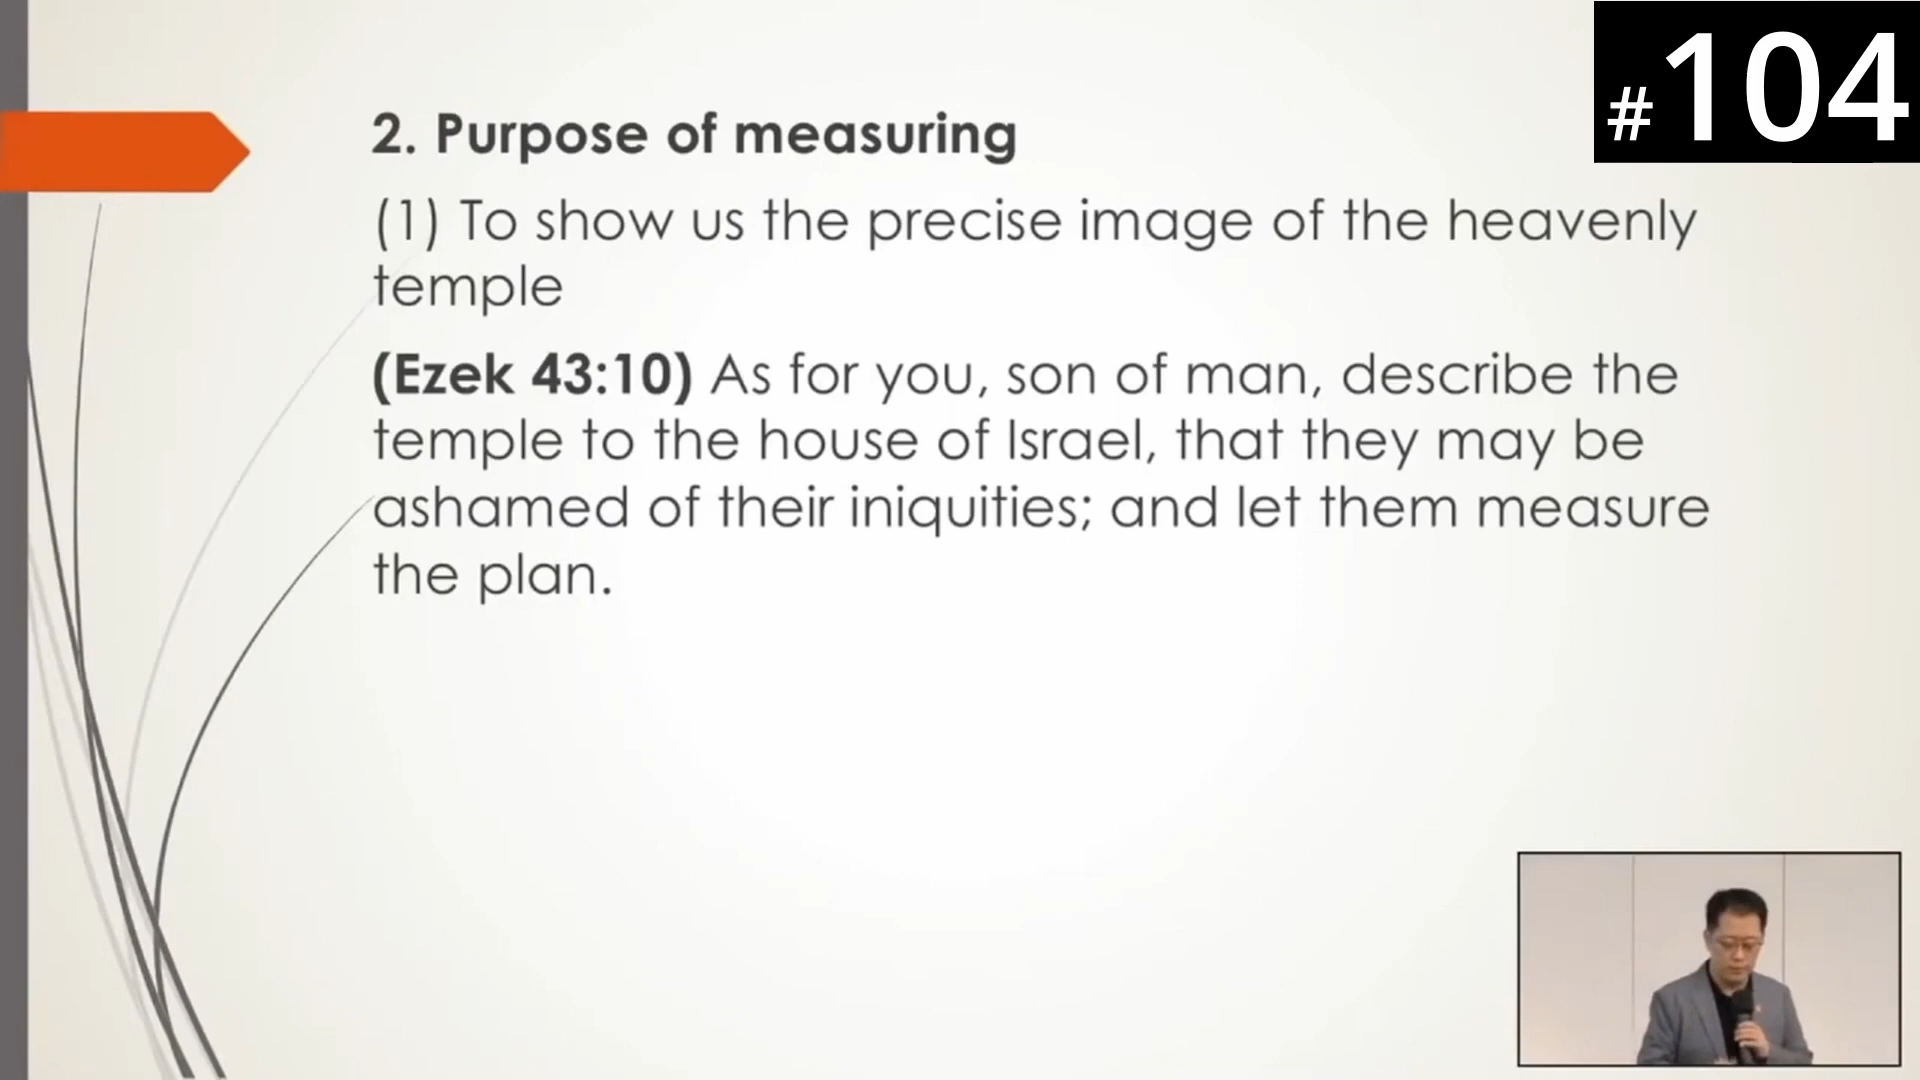 #104
2. Purpose of measuring
(1) To show us the precise image of the heavenly
temple
(Ezek 43:10) As for you, son of man, describe the
temple to the house of Israel, that they may be
ashamed of their iniquities; and let them measure
the plan.